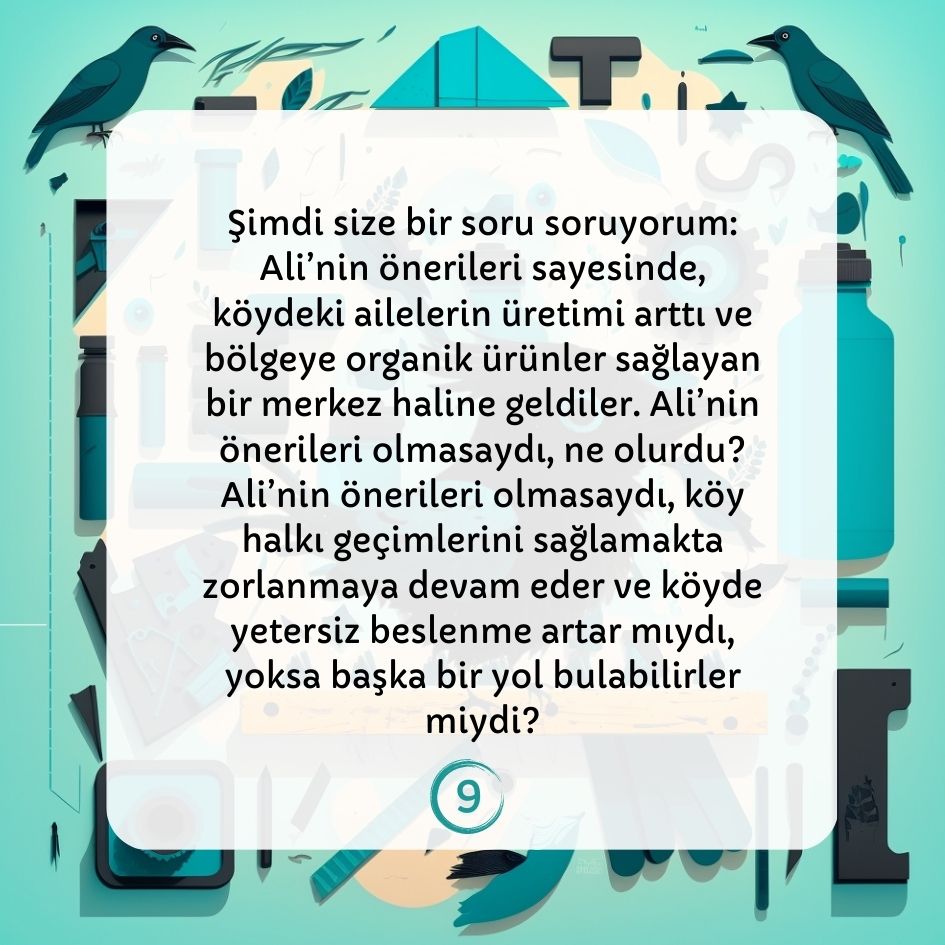 Şimdi size bir soru soruyorum:
Ali’nin önerileri sayesinde,
köydeki ailelerin üretimi arttı ve
bölgeye organik ürünler sağlayan
bir merkez haline geldiler. Ali’nin
önerileri olmasaydı, ne olurdu?
Ali’nin önerileri olmasaydı, köy
halkı geçimlerini sağlamakta
zorlanmaya devam eder ve köyde
yetersiz beslenme artar mıydı,
yoksa başka bir yol bulabilirler
miydi?
9